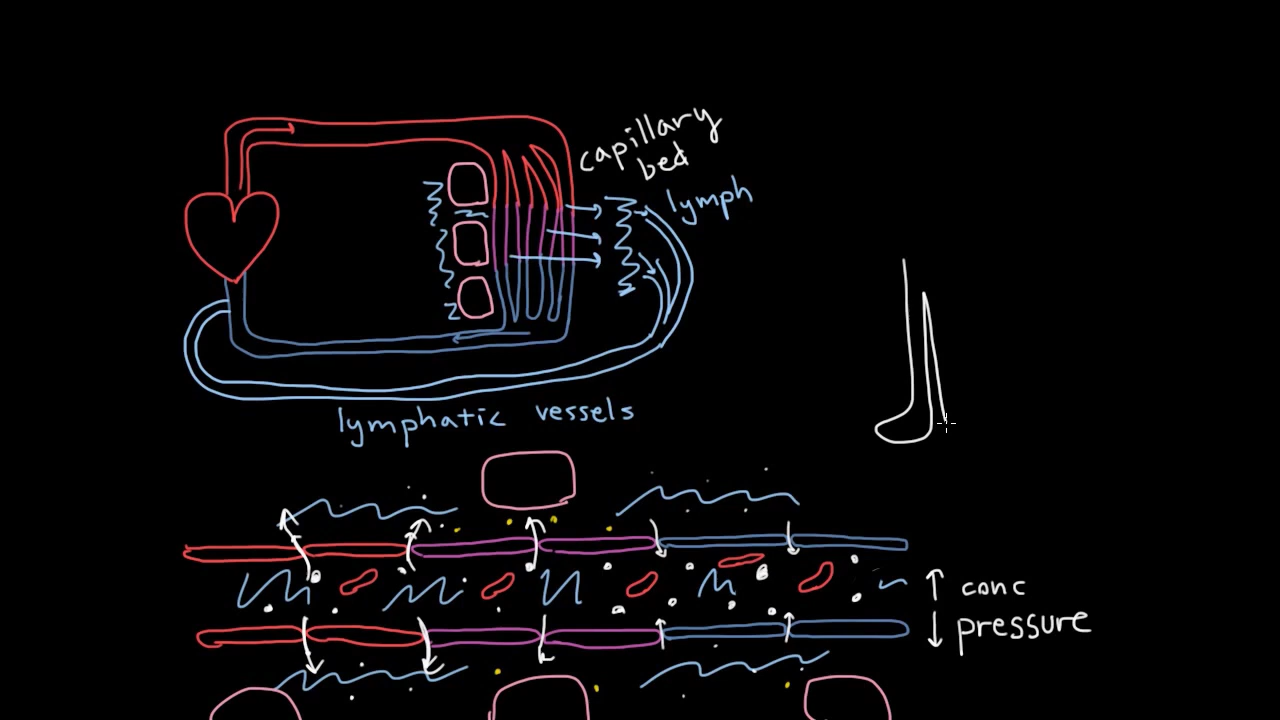 capillary
bed
lymph
lymphatic vessels
↑ conc
↓ pressure